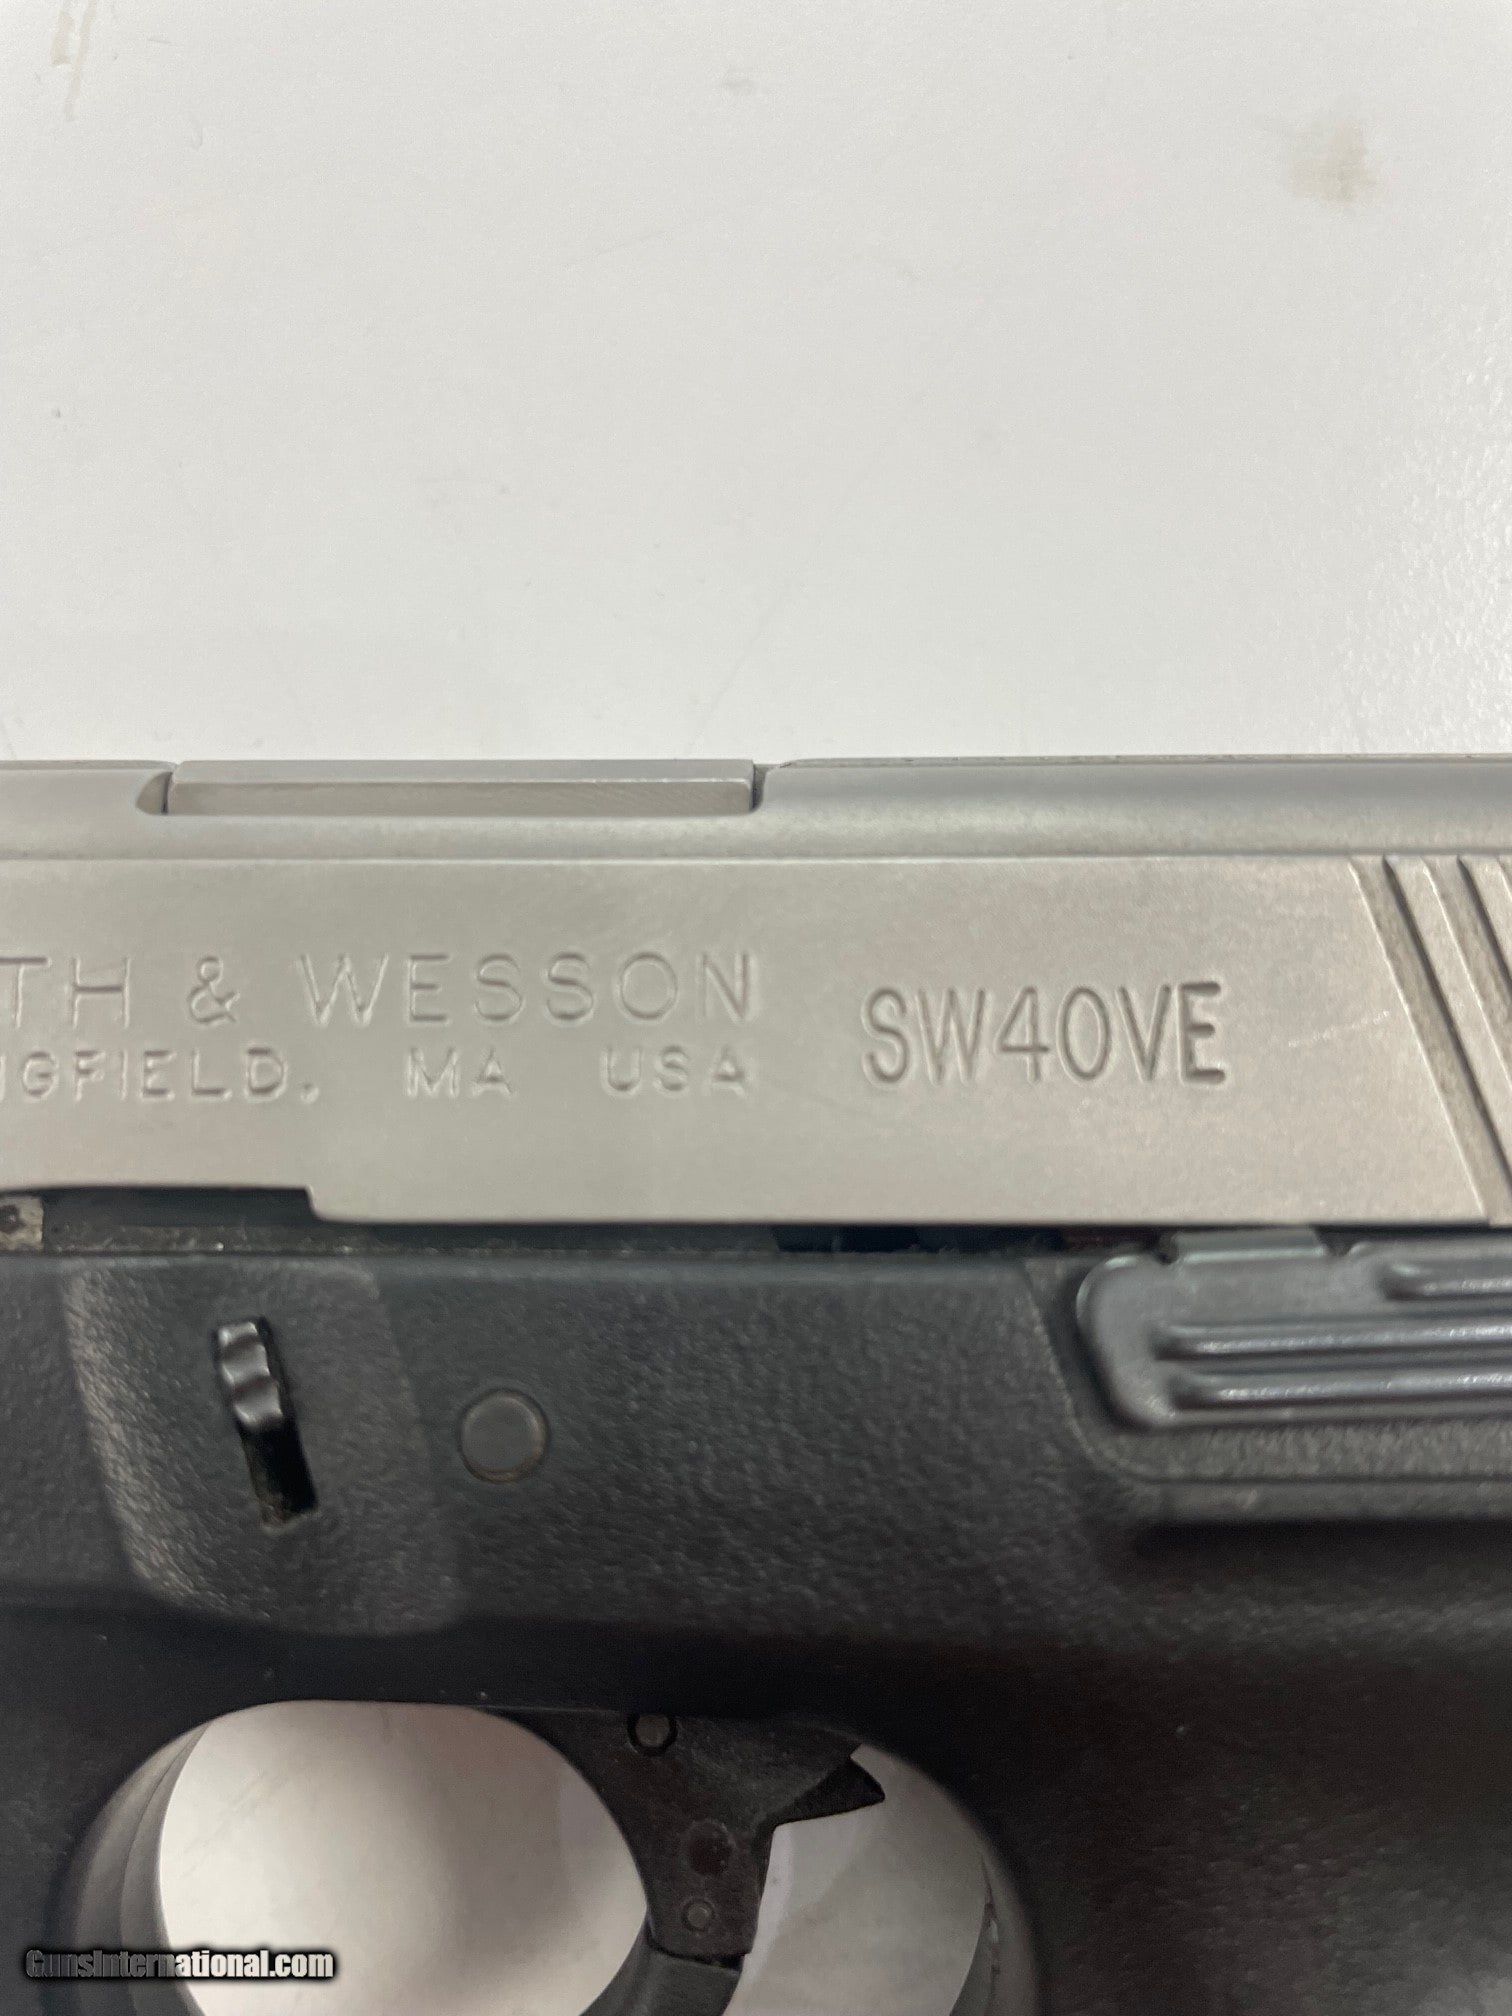 TH & WESSON
NGFIELD, MA USA
SW40VE
GunsInternational.com